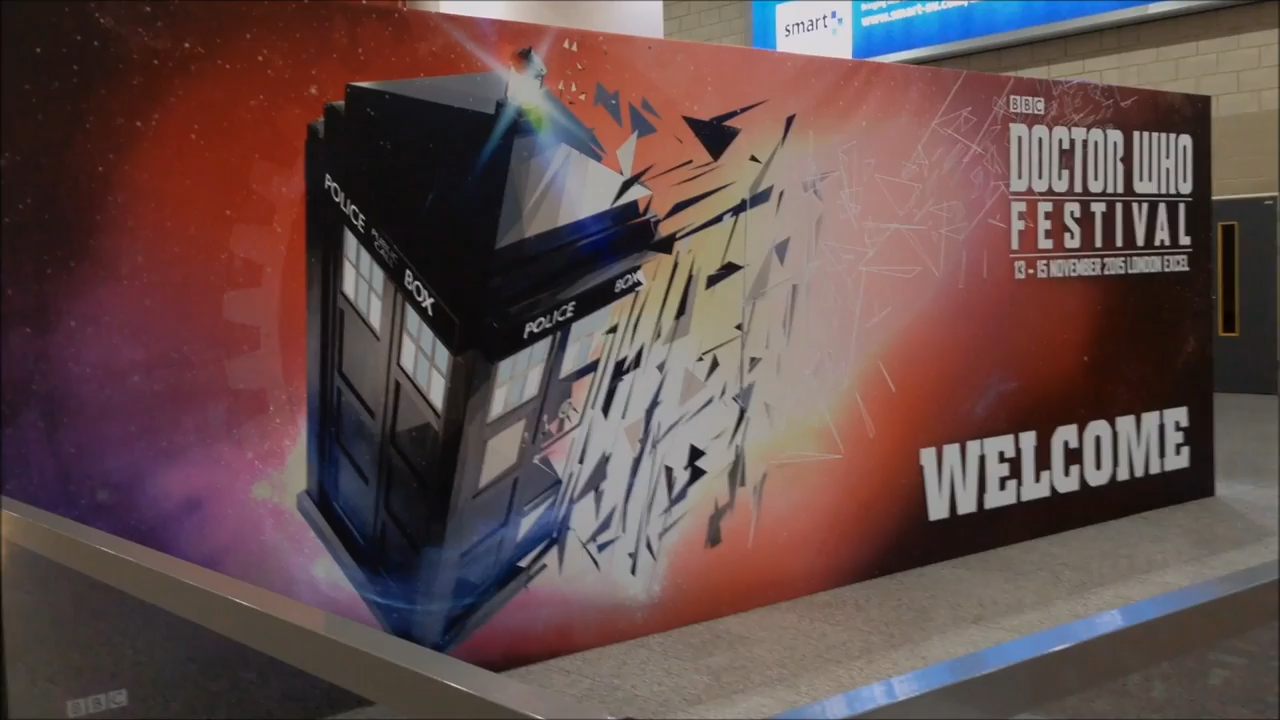 smart
BBC
DOCTOR WHO
FESTIVAL
13 - 15 NOVEMBER 2015 LONDON EXCEL
POLICE BOX
POLICE BOX
WELCOME
BBC